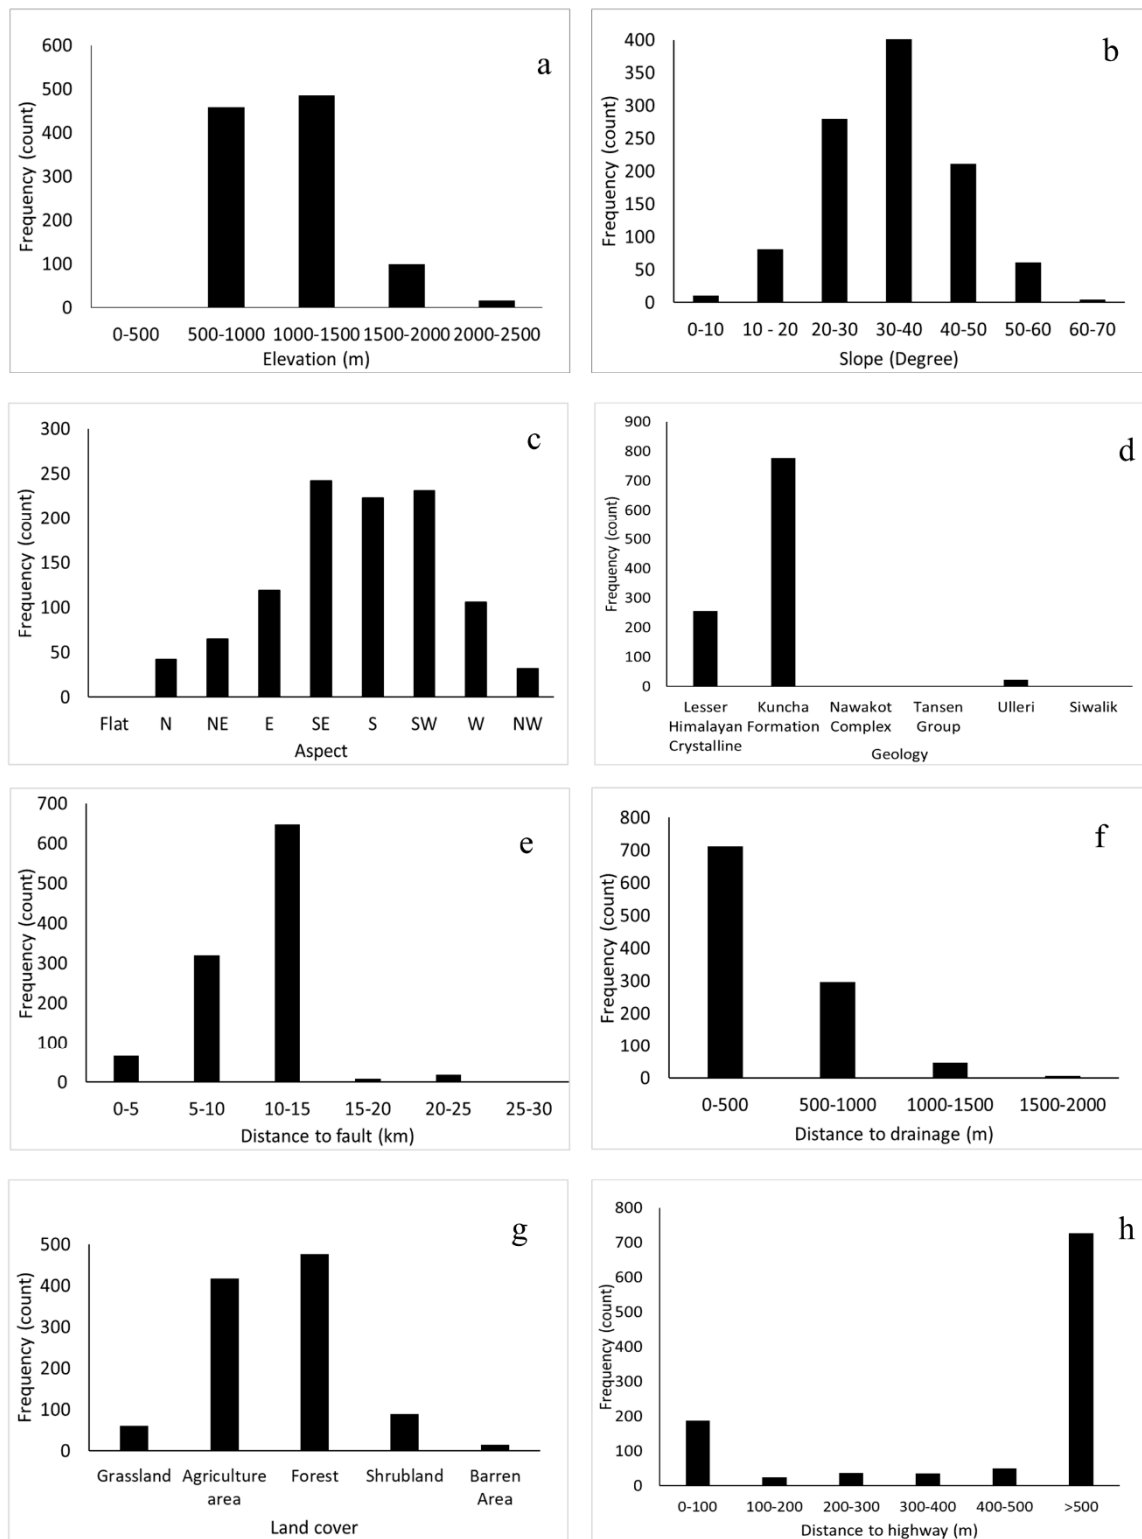 a
600
500
400
300
200
100
0
Frequency (count)
0-500 500-1000 1000-1500 1500-2000 2000-2500
Elevation (m)
b
400
350
300
250
200
150
100
50
0
Frequency (count)
0-10 10 - 20 20-30 30-40 40-50 50-60 60-70
Slope (Degree)
c
300
250
200
150
100
50
0
Frequency (count)
Flat N NE E SE S SW W NW
Aspect
d
900
800
700
600
500
400
300
200
100
0
Frequency (count)
Lesser Kuncha Nawakot Tansen Ulleri Siwalik
Himalayan Formation Complex Group
Crystalline
Geology
e
700
600
500
400
300
200
100
0
Frequency (count)
0-5 5-10 10-15 15-20 20-25 25-30
Distance to fault (km)
f
800
700
600
500
400
300
200
100
0
Frequency (count)
0-500 500-1000 1000-1500 1500-2000
Distance to drainage (m)
g
500
400
300
200
100
0
Frequency (count)
Grassland Agriculture Forest Shrubland Barren
area Area
Land cover
h
800
700
600
500
400
300
200
100
0
Frequency (count)
0-100 100-200 200-300 300-400 400-500 >500
Distance to highway (m)